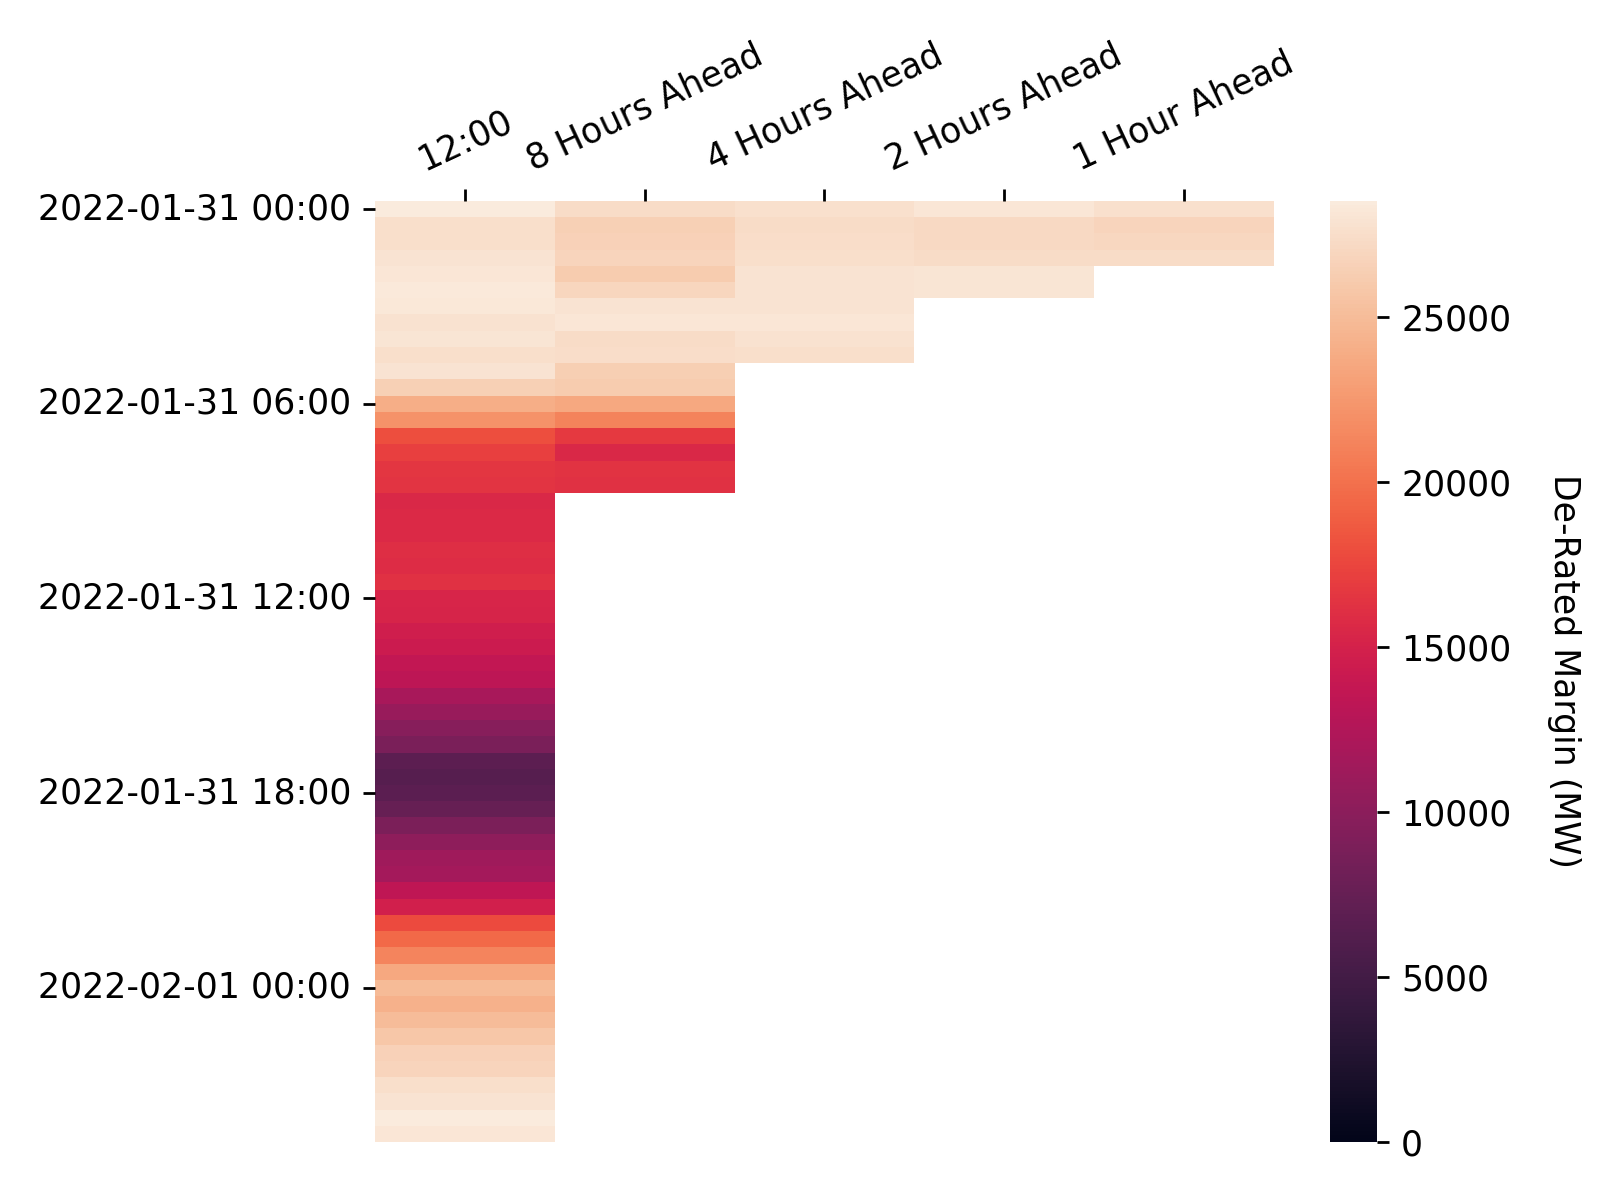 12:00
8 Hours Ahead
4 Hours Ahead
2 Hours Ahead
1 Hour Ahead
2022-01-31 00:00
2022-01-31 06:00
2022-01-31 12:00
2022-01-31 18:00
2022-02-01 00:00
25000
20000
15000
10000
5000
0
De-Rated Margin (MW)